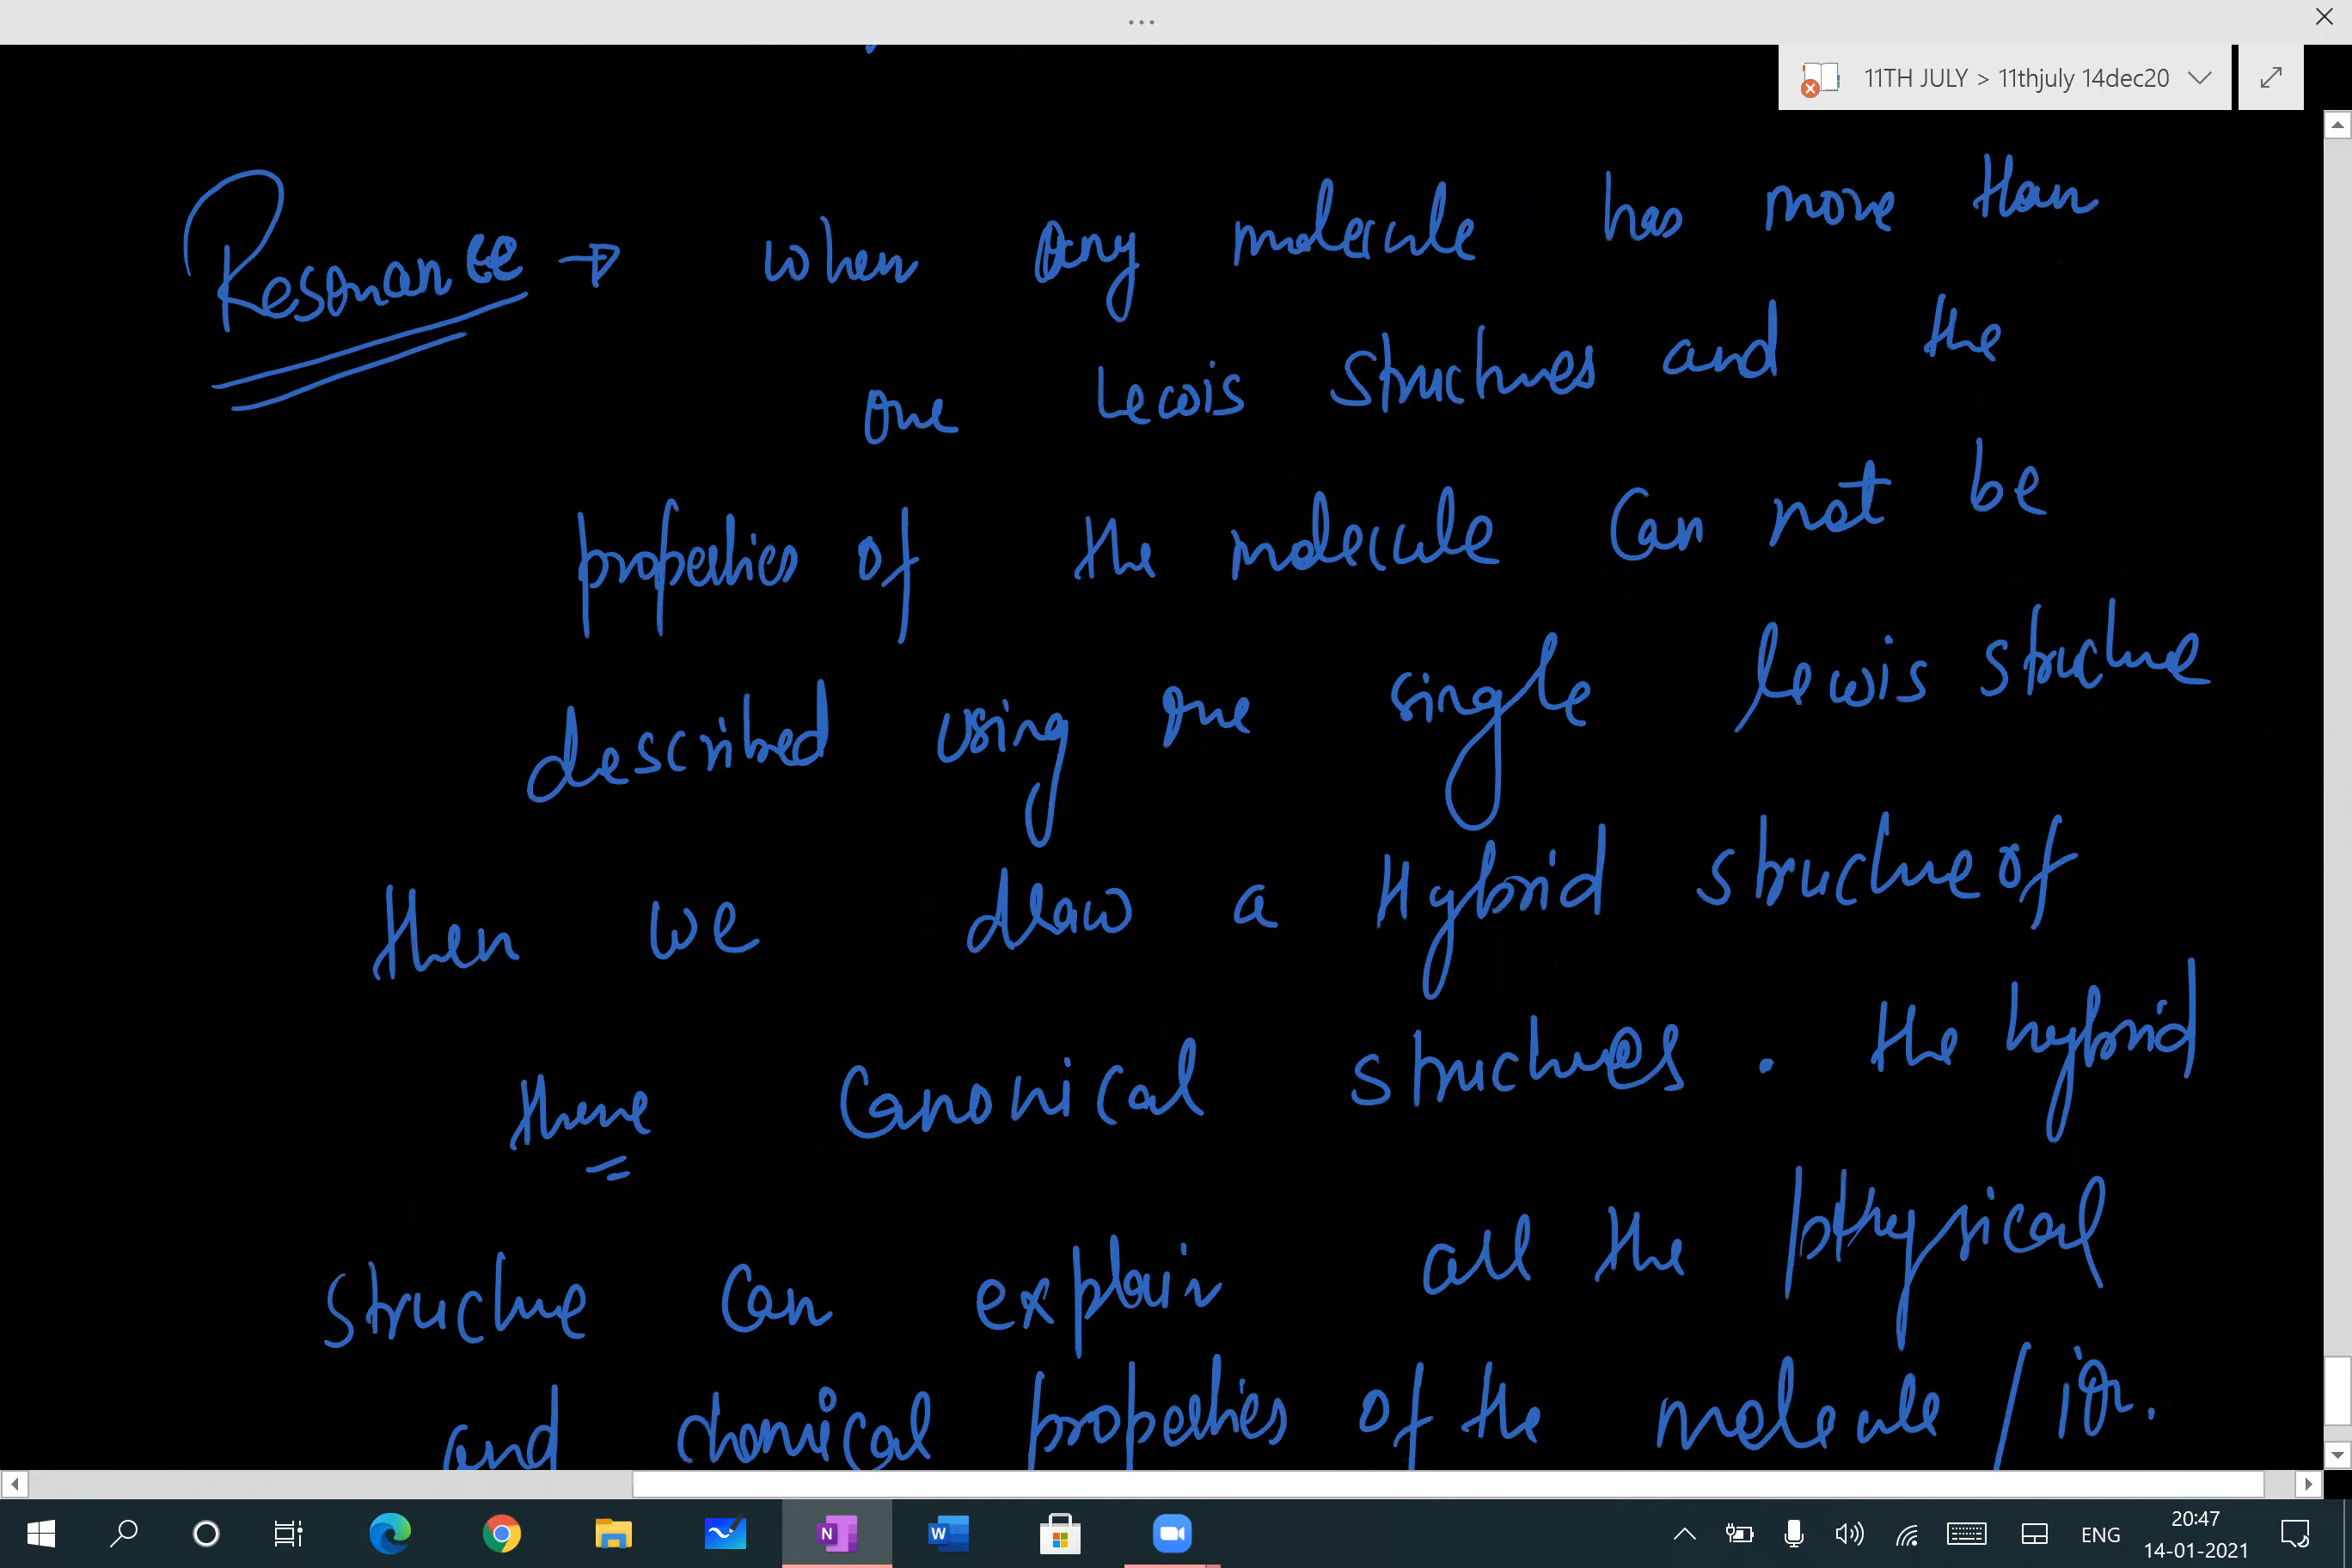 11TH JULY > 11thjuly 14dec20
Resonance → when any molecule has more than
one Lewis structures and the
properties of the molecule can not be
described using one single lewis structure
then we draw a Hybrid structure of
these canonical structures. the hybrid
structure can explain all the physical
and chemical properties of the molecule / ion.
N
W
ENG
20:47
14-01-2021